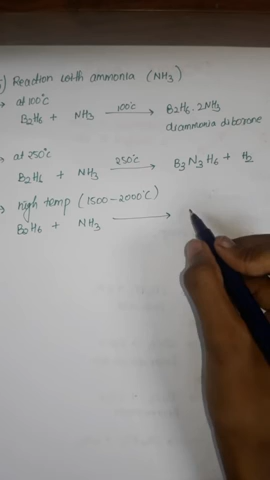 ) Reaction with ammonia (NH3)
→ at 100°C
B2H6 + NH3 100°C → B2H6 · 2NH3
diammonia diborone
→ at 250°C
B2H6 + NH3 250°C → B3N3H6 + H2
→ high temp (1500-2000°C)
B2H6 + NH3 →